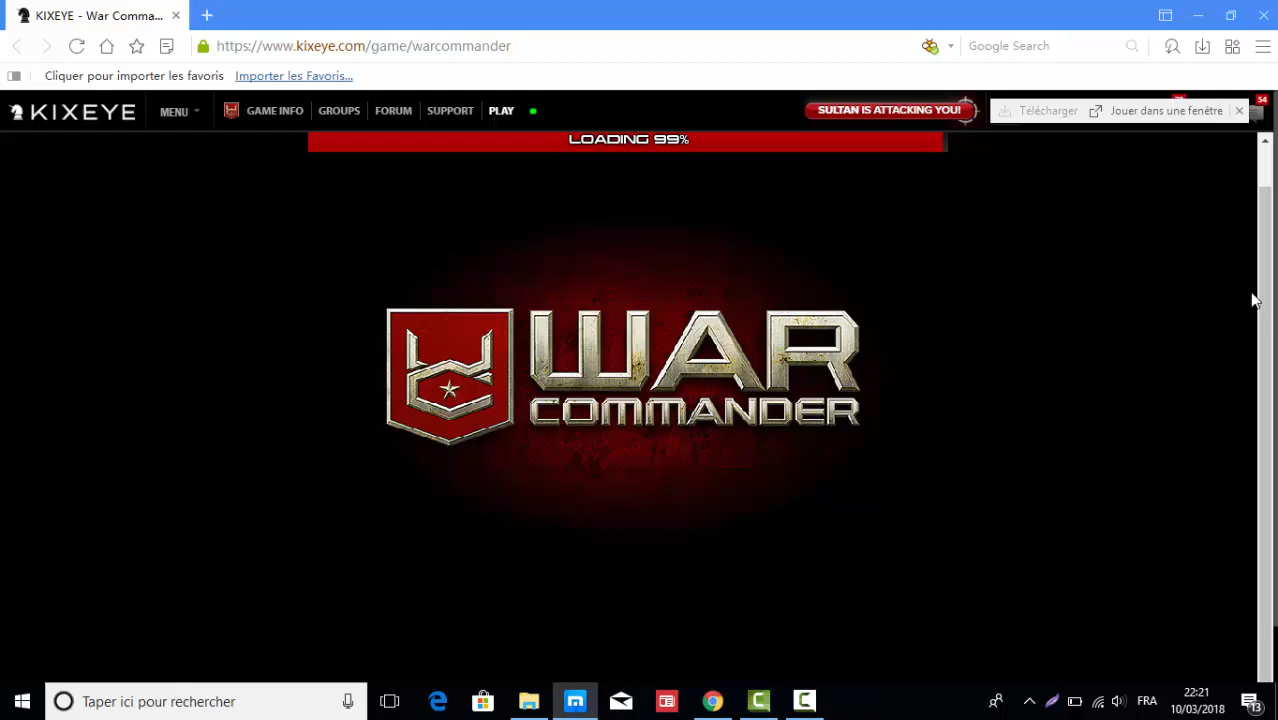 KIXEYE - War Comma...
https://www.kixeye.com/game/warcommander
Google Search
Cliquer pour importer les favoris
Importer les Favoris...
KIXEYE
MENU
GAME INFO
GROUPS
FORUM
SUPPORT
PLAY
SULTAN IS ATTACKING YOU!
Télécharger
Jouer dans une fenêtre
54
LOADING 99%
WAR
COMMANDER
Taper ici pour rechercher
FRA
22:21
10/03/2018
13